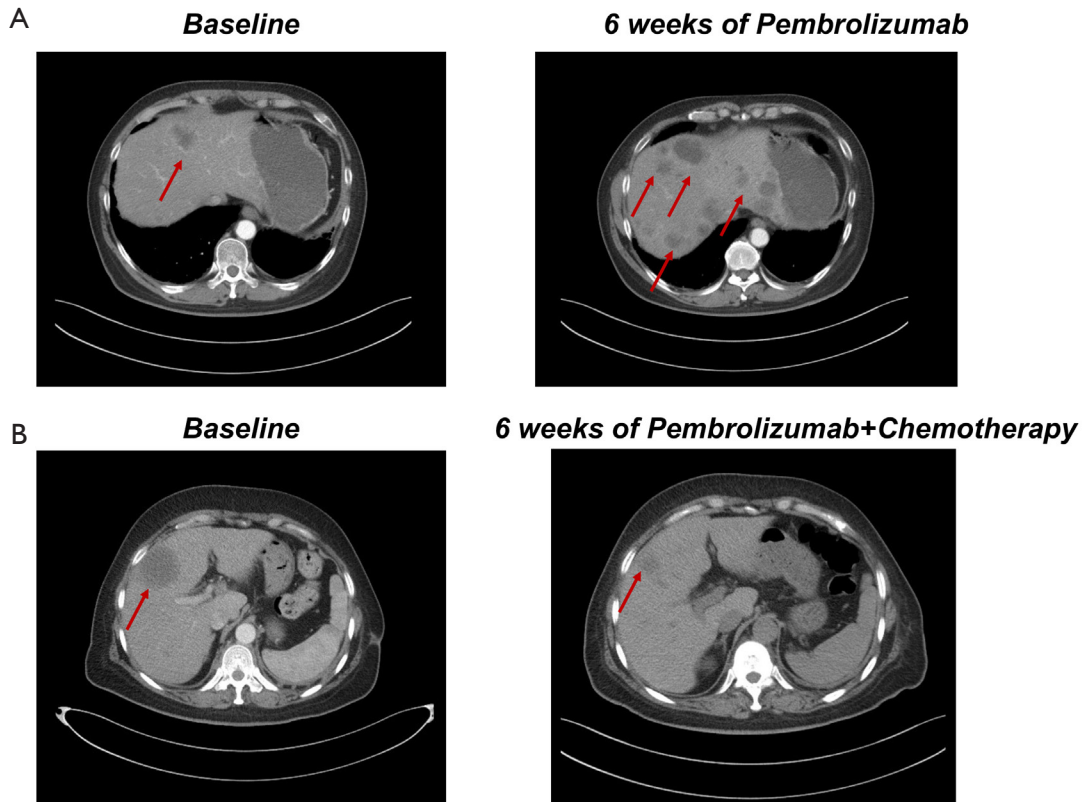 A
Baseline
6 weeks of Pembrolizumab
B
Baseline
6 weeks of Pembrolizumab+Chemotherapy